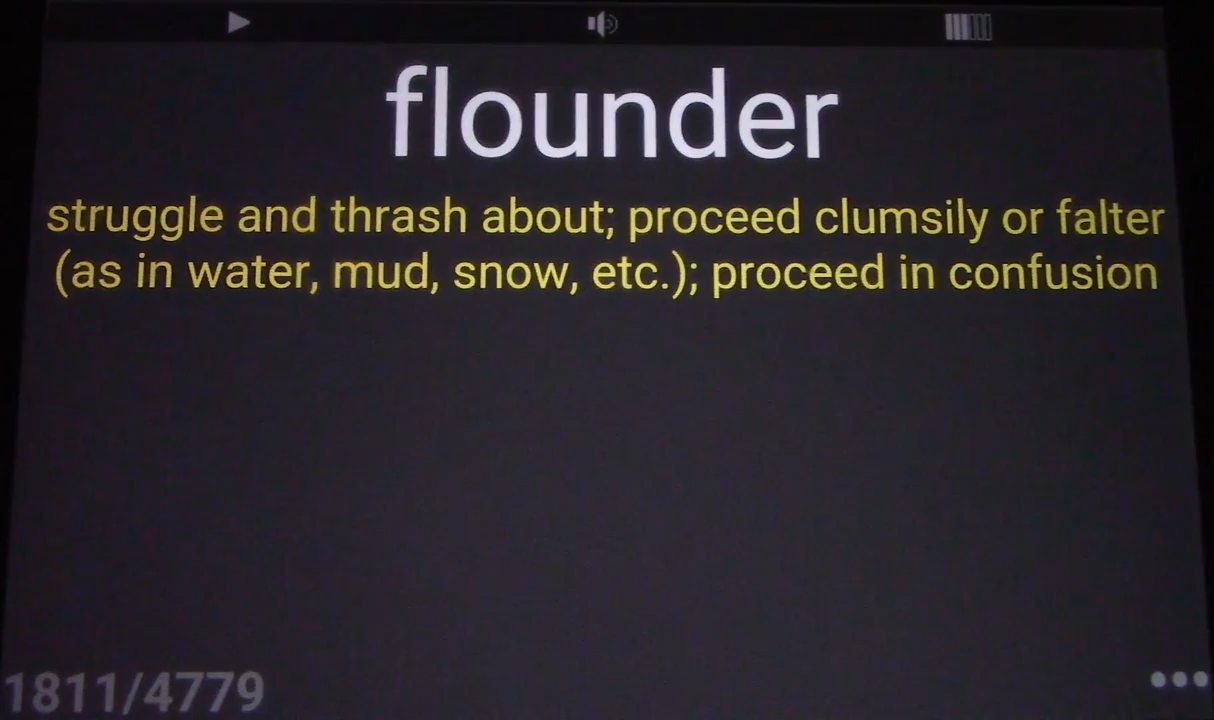 flounder
struggle and thrash about; proceed clumsily or falter
(as in water, mud, snow, etc.); proceed in confusion
1811/4779